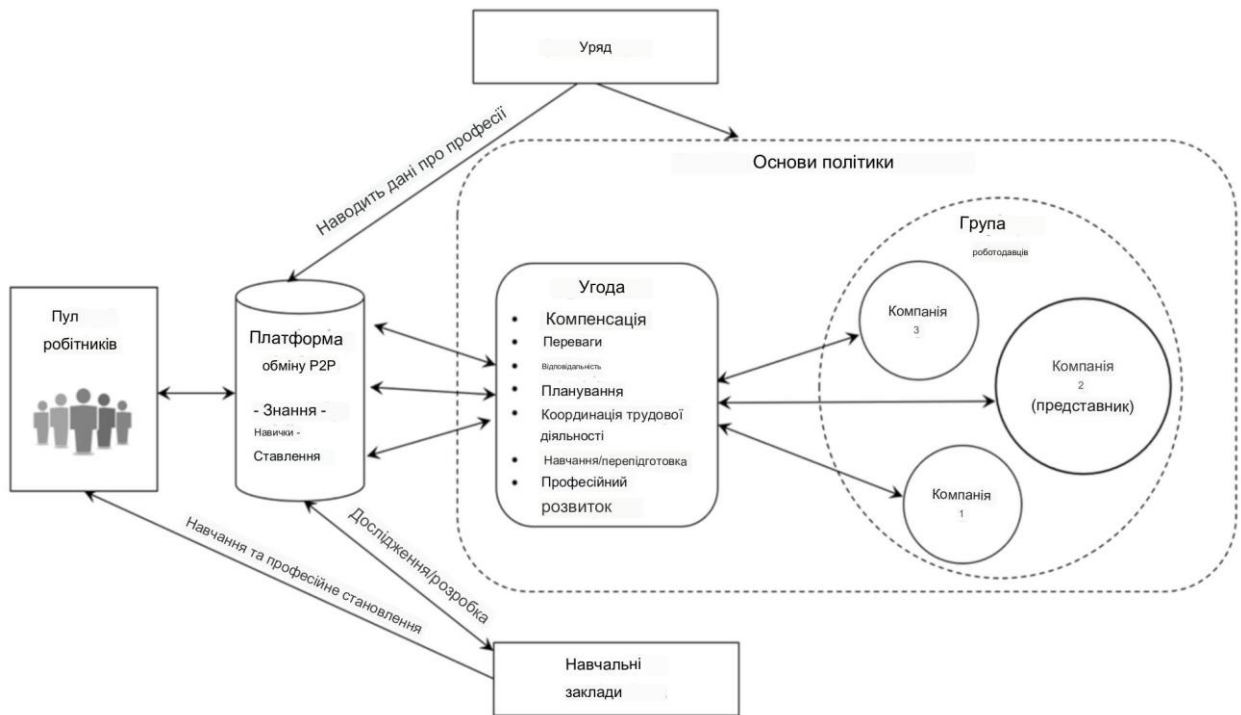 Уряд
Наводить дані про професії
Основи політики
Група
роботодавців
Угода
• Компенсація
• Переваги
• Відповідальність
• Планування
• Координація трудової
діяльності
• Навчання/перепідготовка
• Професійний
розвиток
Компанія
3
Компанія
2
(представник)
Компанія
1
Пул
робітників
Платформа
обміну P2P
- Знання -
Навички -
Ставлення
Навчання та професійне становлення
Дослідження/розробка
Навчальні
заклади